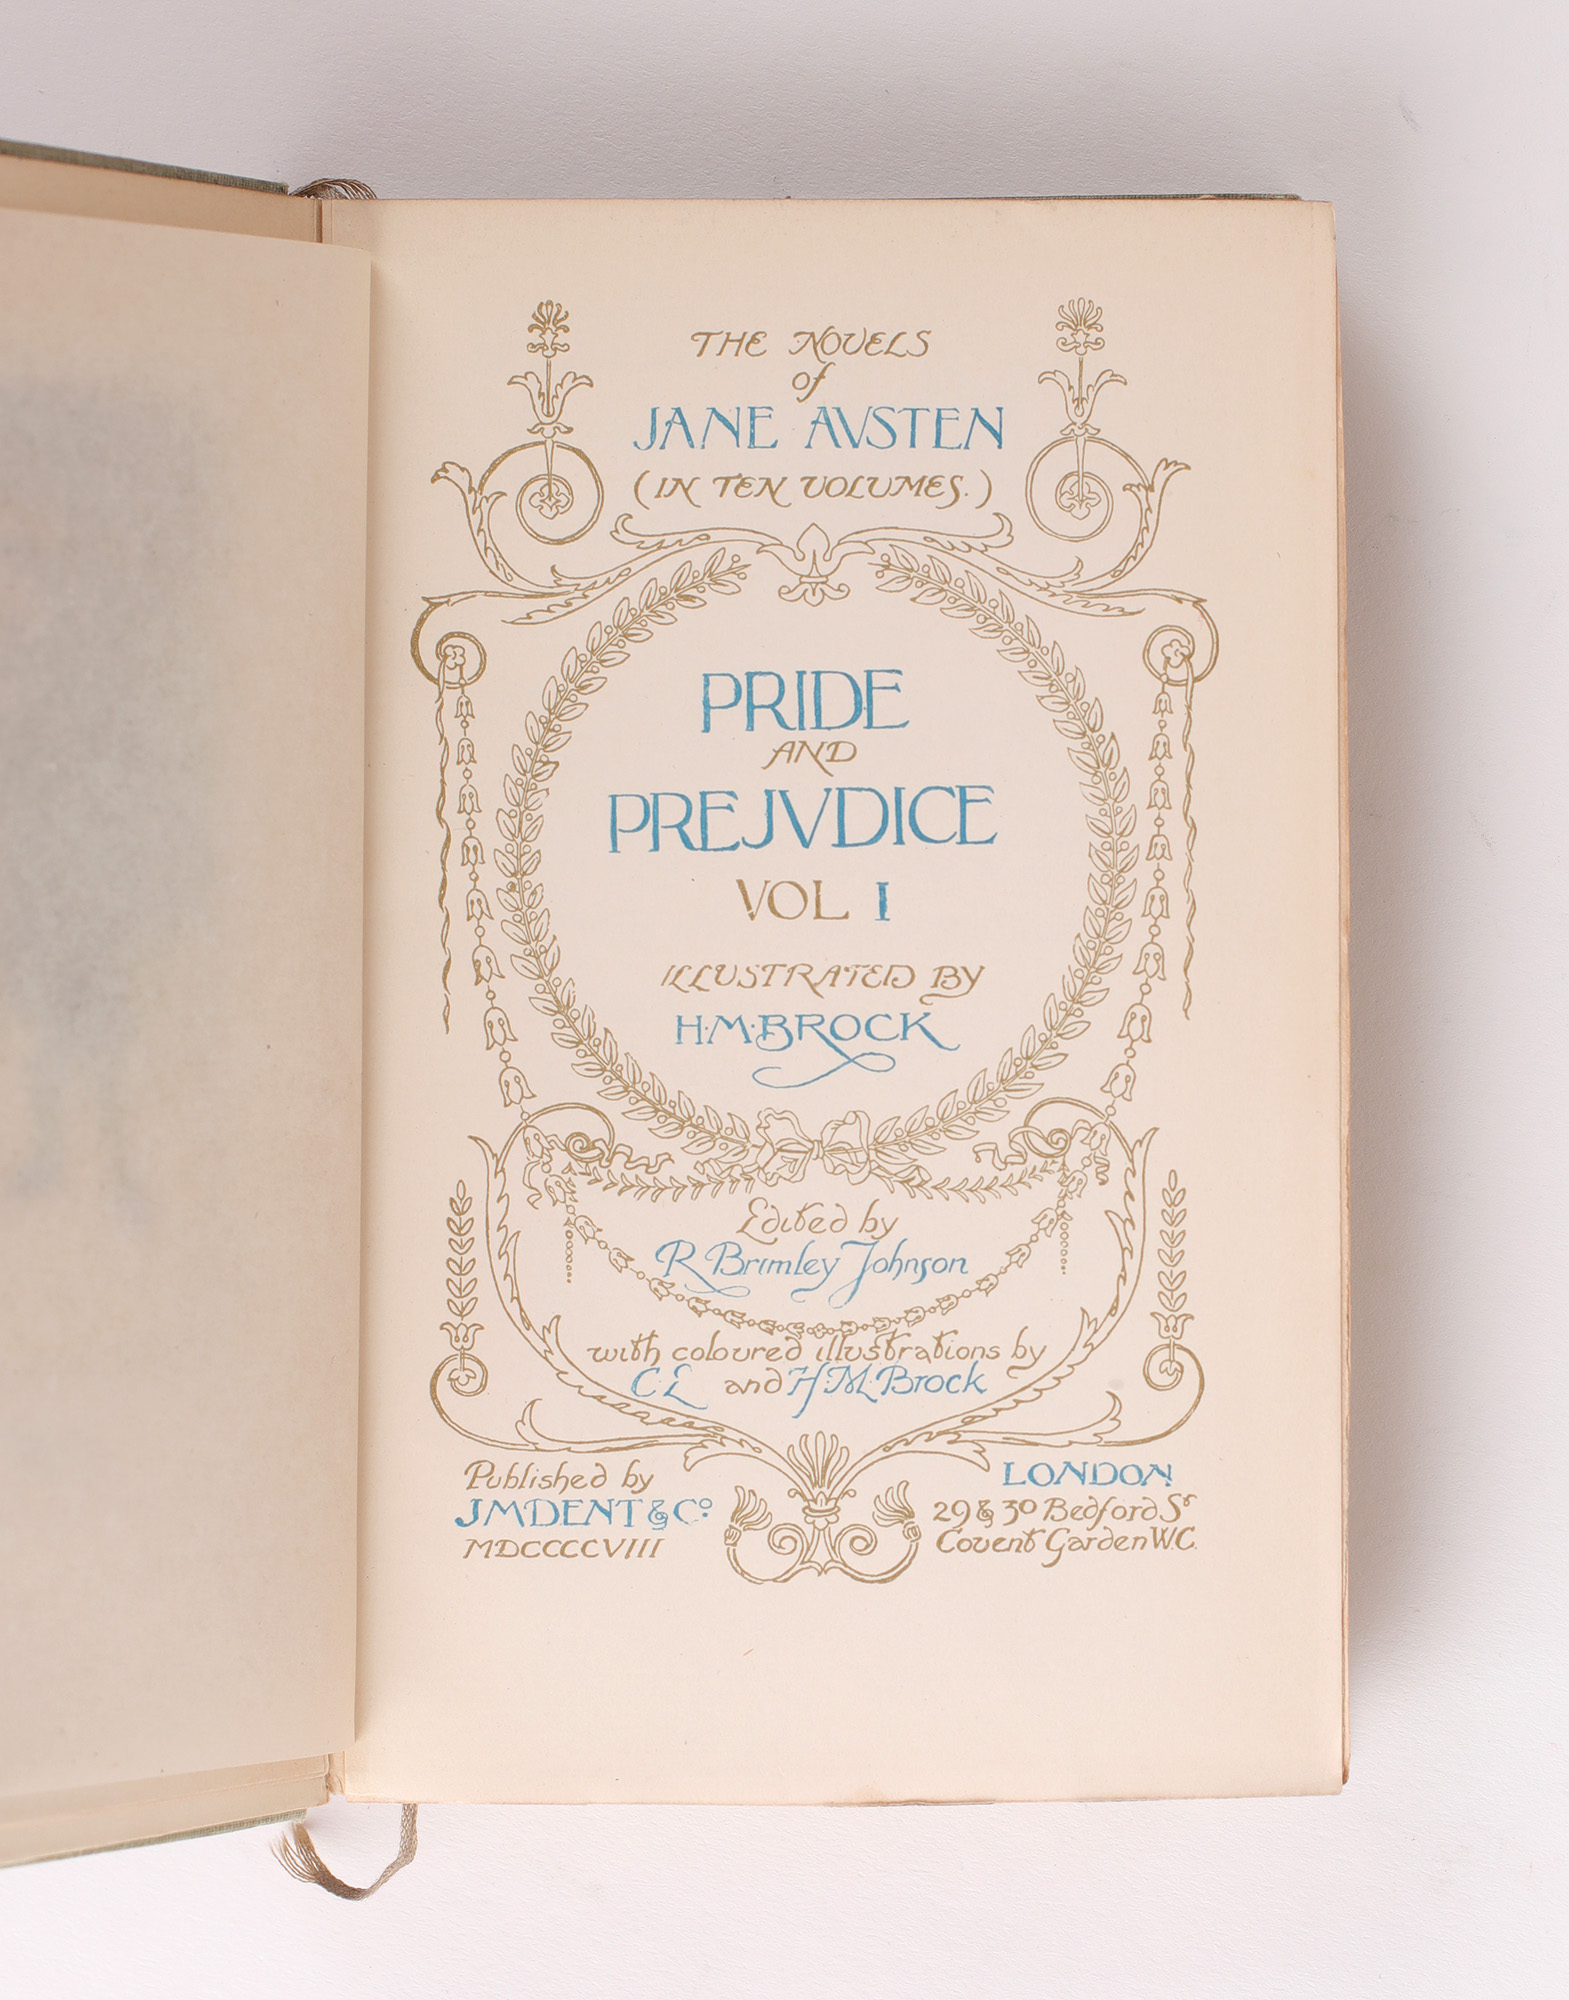 THE NOVELS
of
JANE AVSTEN
(IN TEN VOLUMES.)
PRIDE
AND
PREJVDICE
VOL I
ILLUSTRATED BY
H·M·BROCK
Edited by
R Brimley Johnson
with coloured illustrations by
C·E and H·M·Brock
Published by
JMDENT & Co:
MDCCCCVIII
LONDON
29 & 30 Bedford St
Covent Garden W.C.